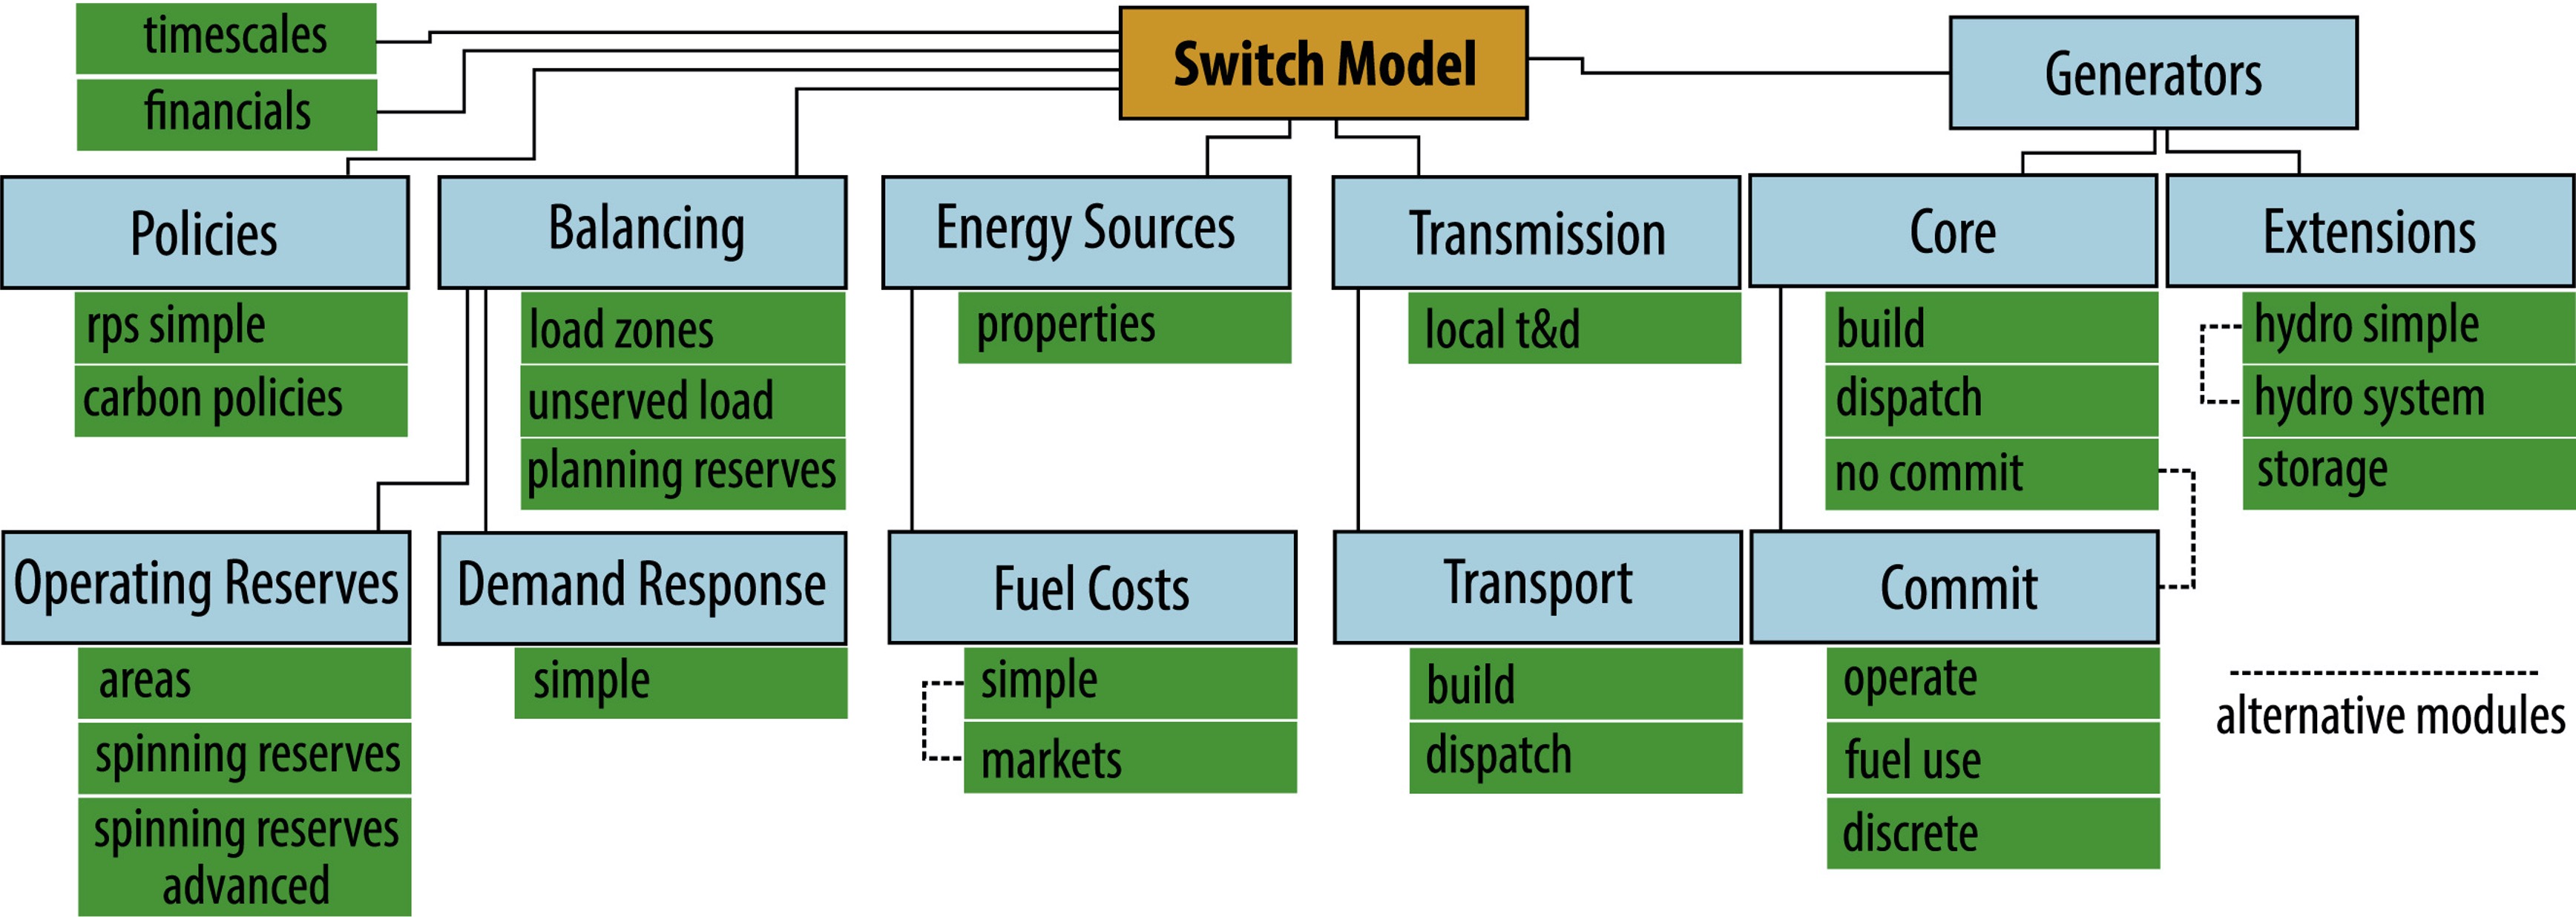 timescales
financials
Switch Model
Generators
Policies
rps simple
carbon policies
Balancing
load zones
unserved load
planning reserves
Energy Sources
properties
Transmission
local t&d
Core
build
dispatch
no commit
Extensions
hydro simple
hydro system
storage
Operating Reserves
areas
spinning reserves
spinning reserves
advanced
Demand Response
simple
Fuel Costs
simple
markets
Transport
build
dispatch
Commit
operate
fuel use
discrete
alternative modules